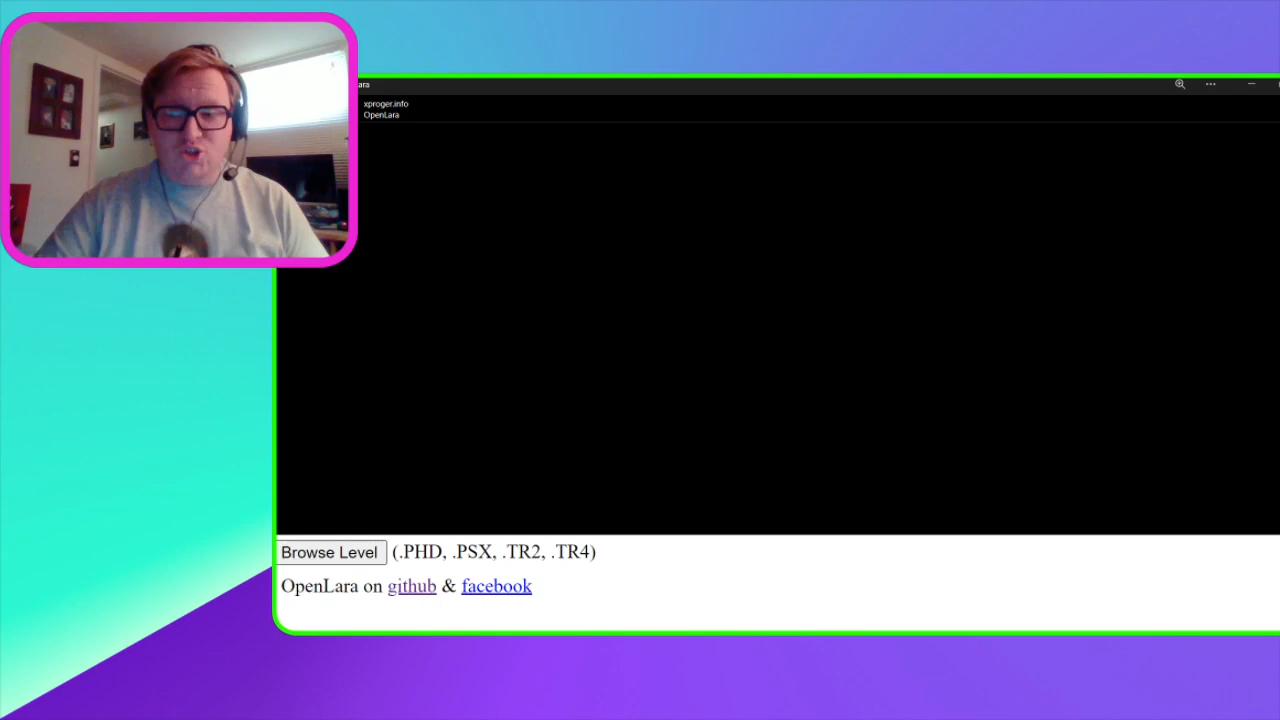 ara
xproger.info
OpenLara
Browse Level (.PHD, .PSX, .TR2, .TR4)
OpenLara on github & facebook